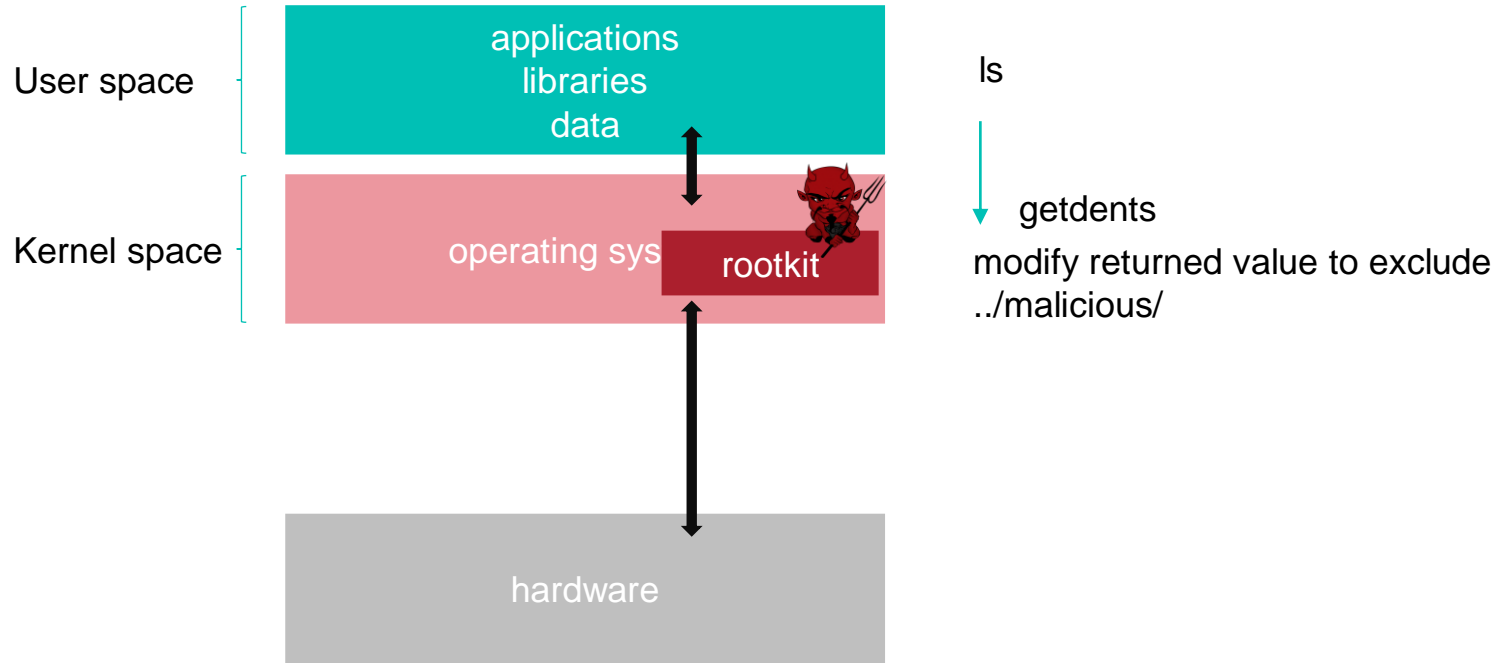 User space
applications
libraries
data
ls
Kernel space
operating sys
rootkit
getdents
modify returned value to exclude
../malicious/
hardware